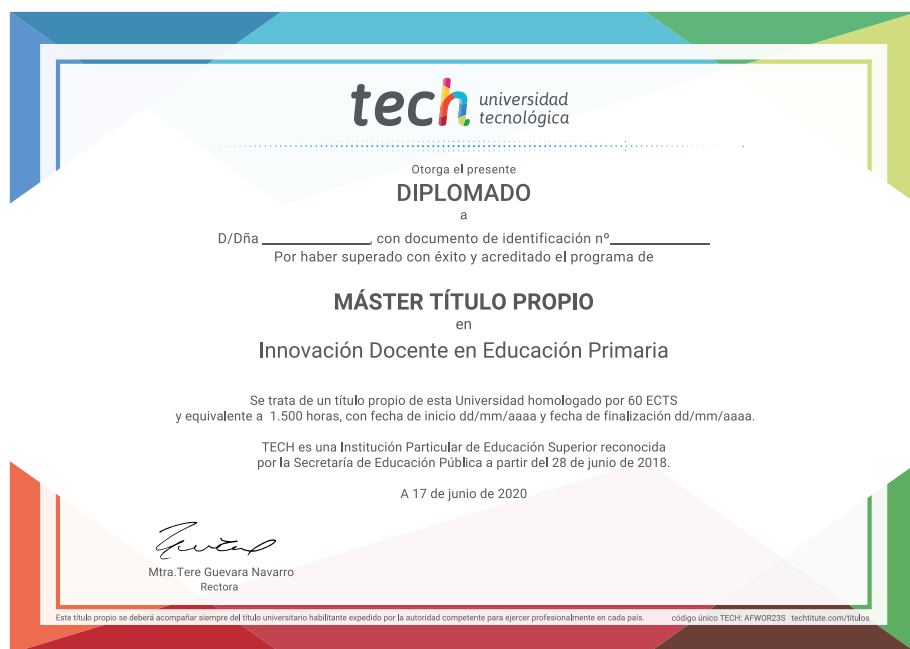 tech universidad
tecnológica
Otorga el presente
DIPLOMADO
a
D/Dña ____________, con documento de identificación nº____________
Por haber superado con éxito y acreditado el programa de
MÁSTER TÍTULO PROPIO
en
Innovación Docente en Educación Primaria
Se trata de un título propio de esta Universidad homologado por 60 ECTS
y equivalente a 1.500 horas, con fecha de inicio dd/mm/aaaa y fecha de finalización dd/mm/aaaa.
TECH es una Institución Particular de Educación Superior reconocida
por la Secretaría de Educación Pública a partir del 28 de junio de 2018.
A 17 de junio de 2020
Mtra.Tere Guevara Navarro
Rectora
Este título propio se deberá acompañar siempre del título universitario habilitante expedido por la autoridad competente para ejercer profesionalmente en cada país. código único TECH: AFWOR23S techtitute.com/titulos